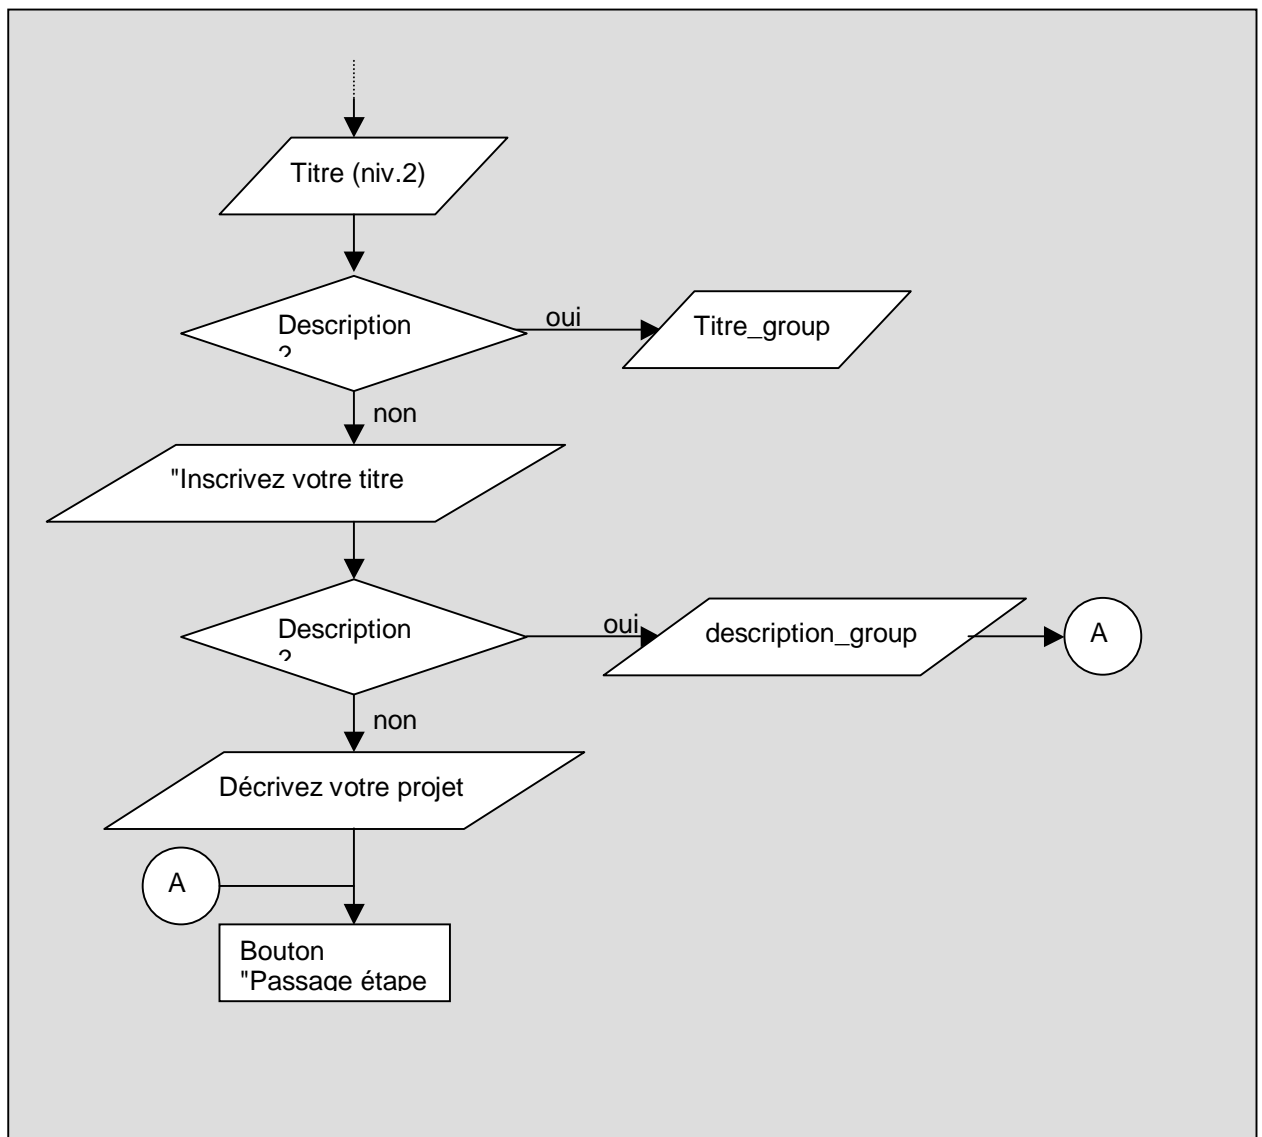 Titre (niv.2)
Description
?
oui
Titre_group
non
"Inscrivez votre titre
Description
?
oui
description_group
A
non
Décrivez votre projet
A
Bouton
"Passage étape